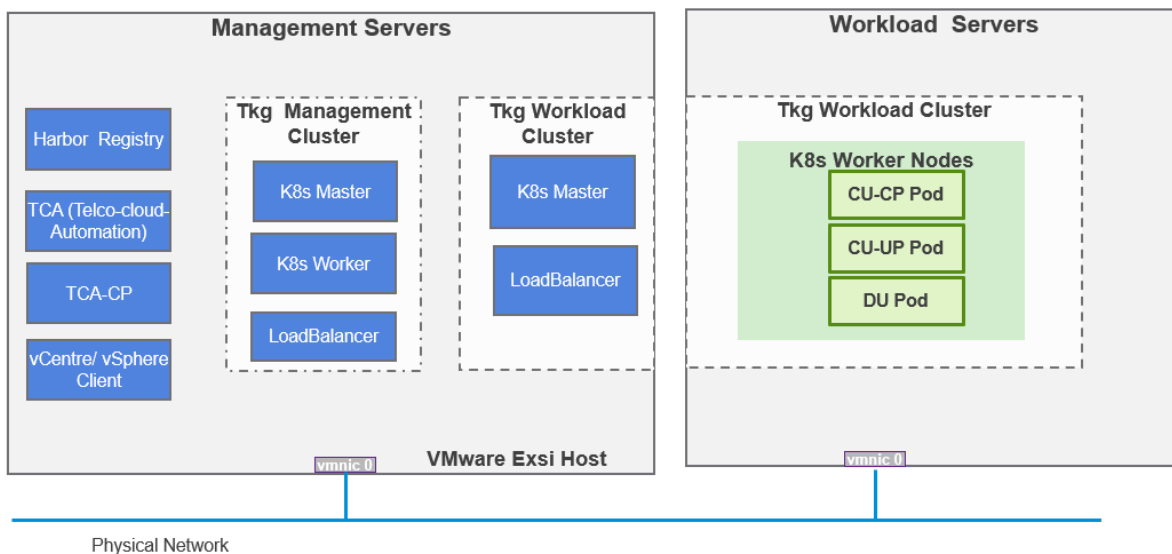 Management Servers
Harbor Registry
TCA (Telco-cloud-
Automation)
TCA-CP
vCentre/ vSphere
Client
Tkg Management
Cluster
K8s Master
K8s Worker
LoadBalancer
Tkg Workload
Cluster
K8s Master
LoadBalancer
vmnic 0
VMware Exsi Host
Workload Servers
Tkg Workload Cluster
K8s Worker Nodes
CU-CP Pod
CU-UP Pod
DU Pod
vmnic 0
Physical Network